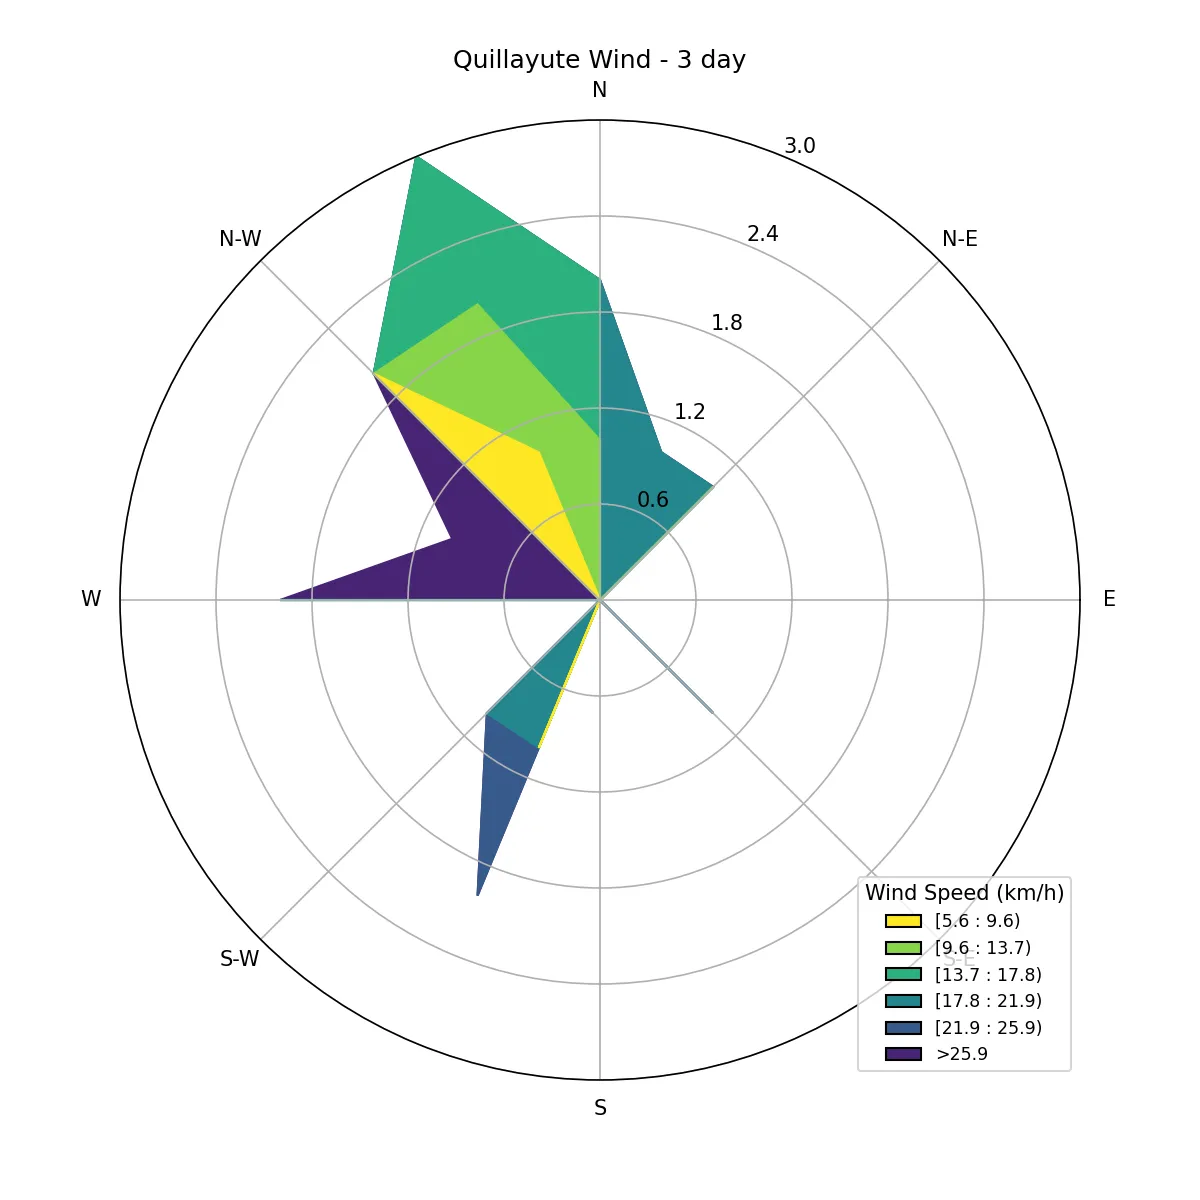 Quillayute Wind - 3 day
N
3.0
N-W
2.4
N-E
1.8
1.2
0.6
W
E
Wind Speed (km/h)
[5.6 : 9.6)
[9.6 : 13.7)
S-W
S-E
[13.7 : 17.8)
[17.8 : 21.9)
[21.9 : 25.9)
>25.9
S